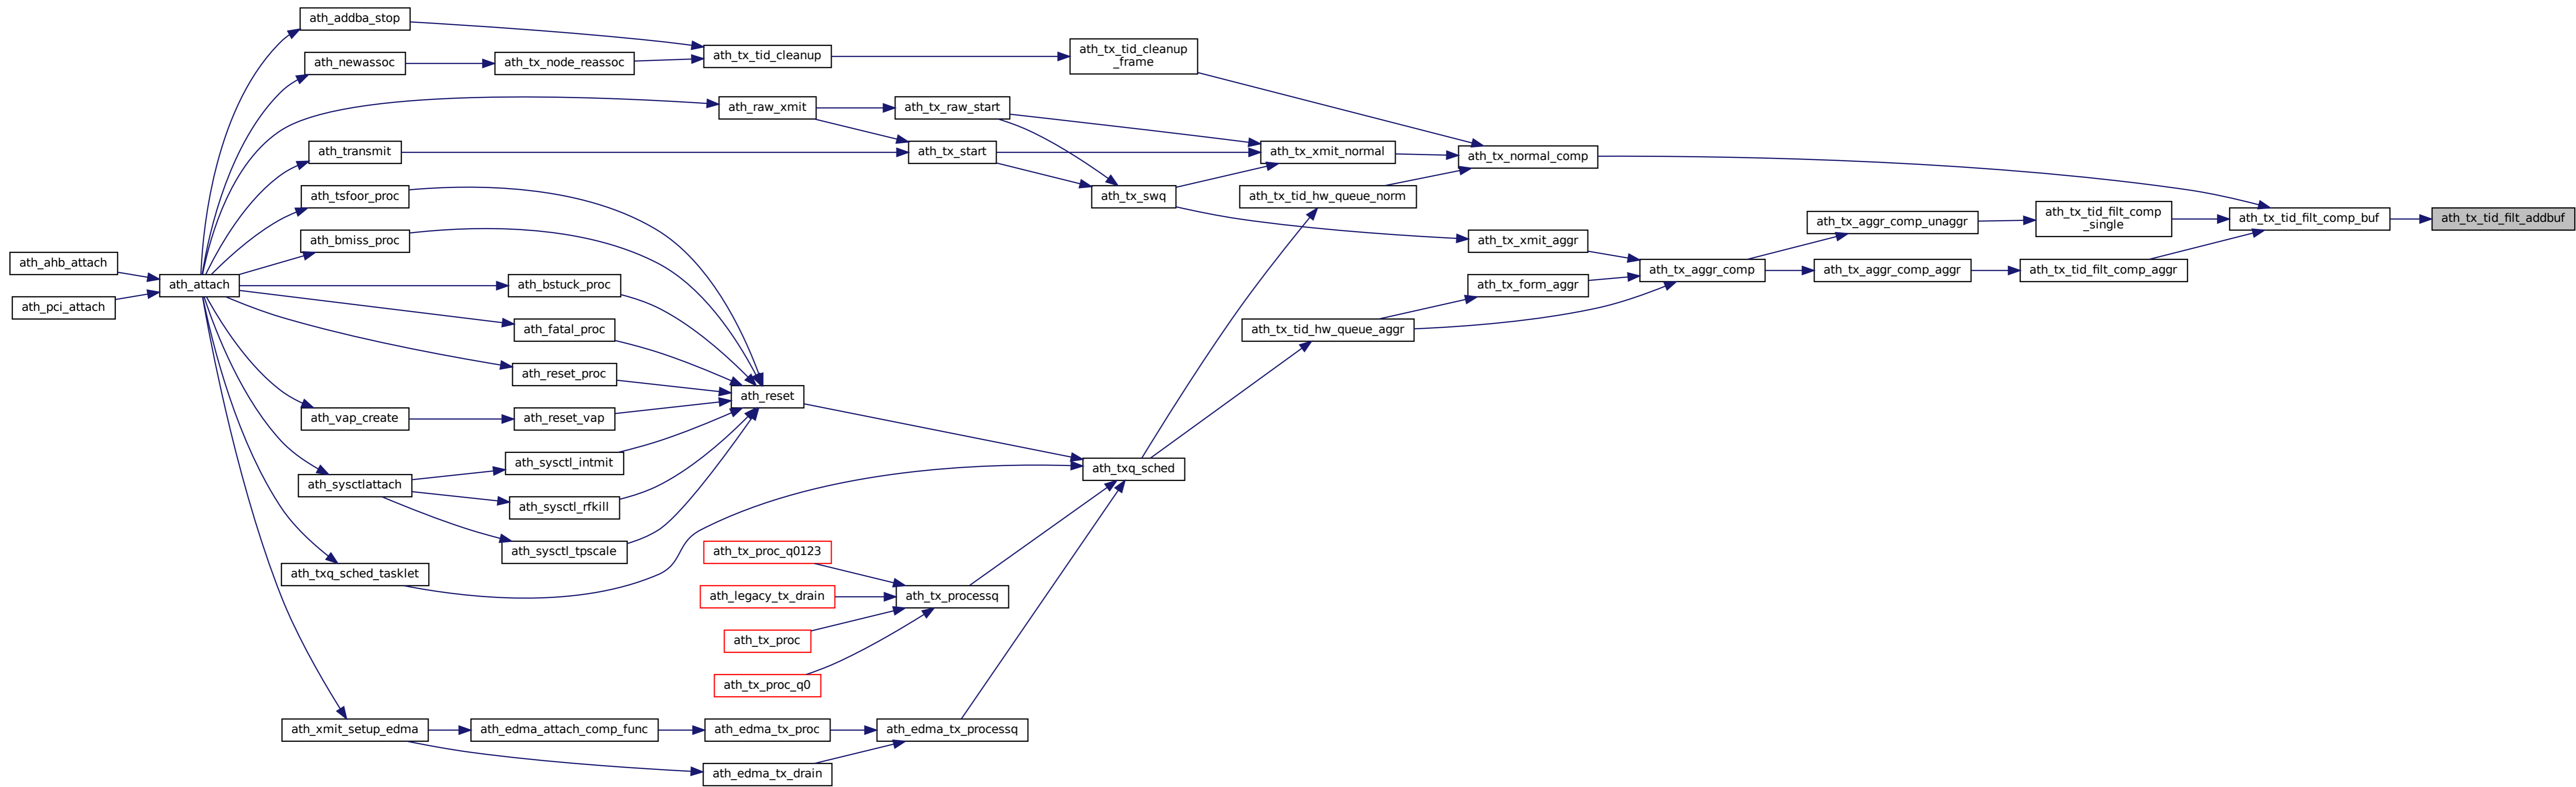 ath_addba_stop
ath_newassoc
ath_tx_node_reassoc
ath_tx_tid_cleanup
ath_tx_tid_cleanup
_frame
ath_raw_xmit
ath_tx_raw_start
ath_transmit
ath_tx_start
ath_tx_xmit_normal
ath_tx_normal_comp
ath_tsfoor_proc
ath_tx_swq
ath_tx_tid_hw_queue_norm
ath_tx_aggr_comp_unaggr
ath_tx_tid_filt_comp
_single
ath_tx_tid_filt_comp_buf
ath_tx_tid_filt_addbuf
ath_bmiss_proc
ath_tx_xmit_aggr
ath_ahb_attach
ath_attach
ath_pci_attach
ath_bstuck_proc
ath_tx_form_aggr
ath_tx_aggr_comp
ath_tx_aggr_comp_aggr
ath_tx_tid_filt_comp_aggr
ath_fatal_proc
ath_tx_tid_hw_queue_aggr
ath_reset_proc
ath_reset
ath_vap_create
ath_reset_vap
ath_sysctl_intmit
ath_txq_sched
ath_sysctlattach
ath_sysctl_rfkill
ath_sysctl_tpscale
ath_tx_proc_q0123
ath_txq_sched_tasklet
ath_legacy_tx_drain
ath_tx_processq
ath_tx_proc
ath_tx_proc_q0
ath_xmit_setup_edma
ath_edma_attach_comp_func
ath_edma_tx_proc
ath_edma_tx_processq
ath_edma_tx_drain